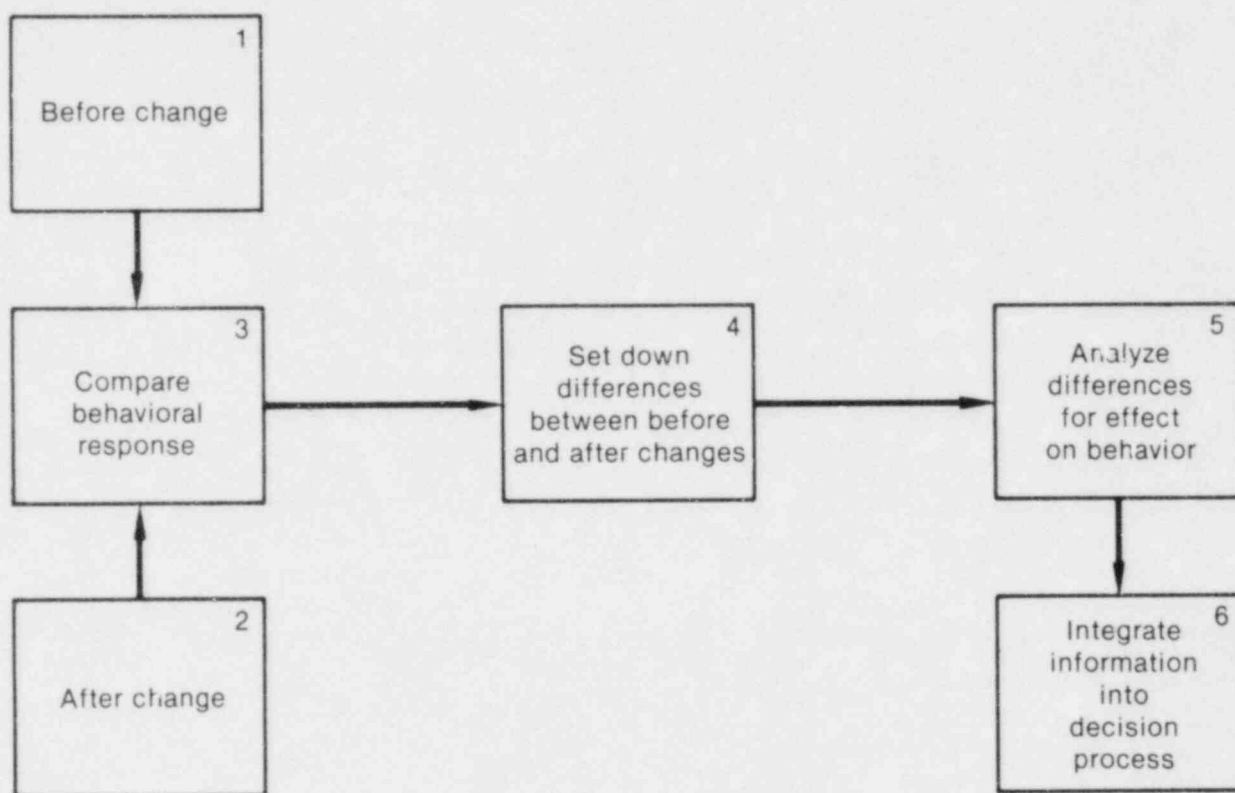 1
Before change
3
Compare
behavioral
response
2
After change
4
Set down
differences
between before
and after changes
5
Analyze
differences
for effect
on behavior
6
Integrate
information
into
decision
process